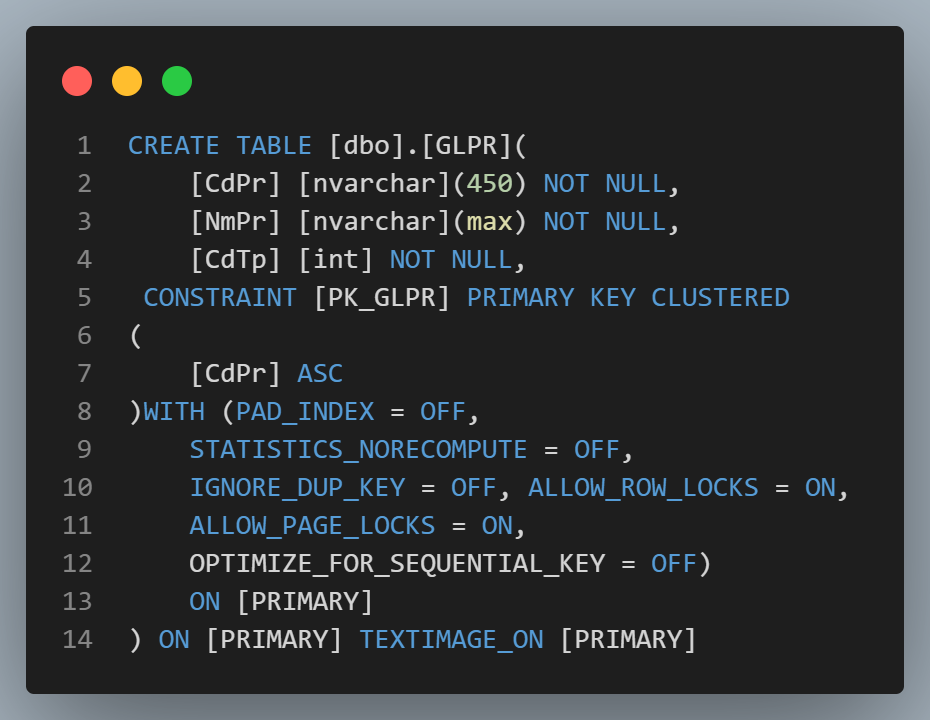 1 CREATE TABLE [dbo].[GLPR](
2     [CdPr] [nvarchar](450) NOT NULL,
3     [NmPr] [nvarchar](max) NOT NULL,
4     [CdTp] [int] NOT NULL,
5  CONSTRAINT [PK_GLPR] PRIMARY KEY CLUSTERED
6 (
7     [CdPr] ASC
8 )WITH (PAD_INDEX = OFF,
9     STATISTICS_NORECOMPUTE = OFF,
10     IGNORE_DUP_KEY = OFF, ALLOW_ROW_LOCKS = ON,
11     ALLOW_PAGE_LOCKS = ON,
12     OPTIMIZE_FOR_SEQUENTIAL_KEY = OFF)
13     ON [PRIMARY]
14 ) ON [PRIMARY] TEXTIMAGE_ON [PRIMARY]